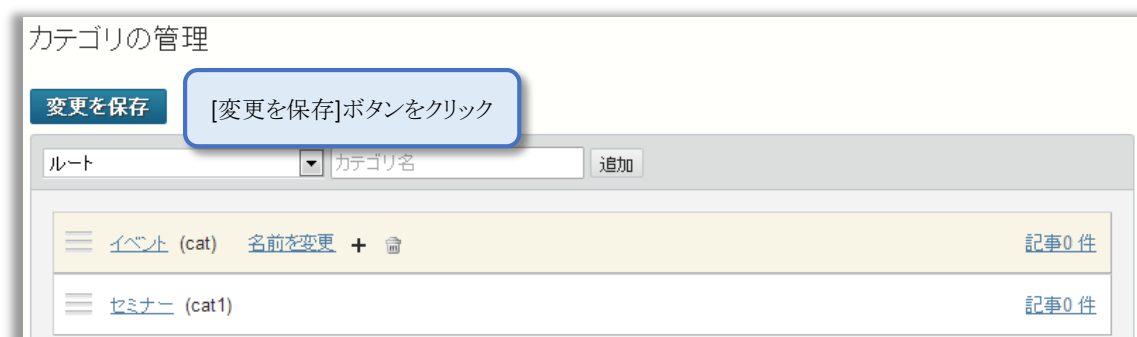 カテゴリの管理
変更を保存
[変更を保存]ボタンをクリック
ルート カテゴリ名 追加
イベント (cat) 名前を変更 + 記事0 件
セミナー (cat1) 記事0 件